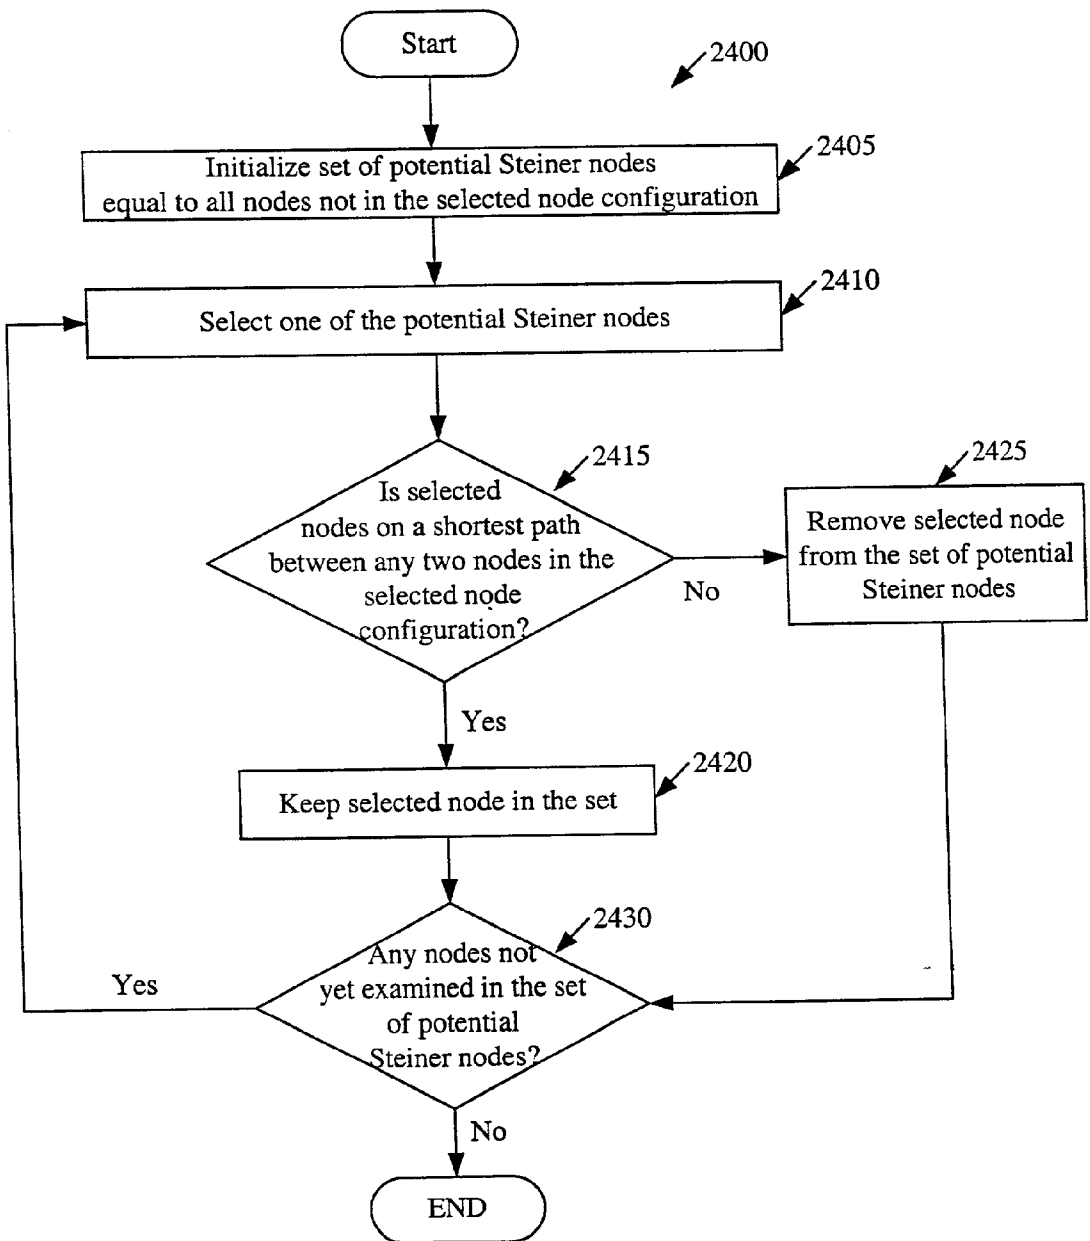 Start
2400
2405
Initialize set of potential Steiner nodes
equal to all nodes not in the selected node configuration
2410
Select one of the potential Steiner nodes
2415
Is selected
nodes on a shortest path
between any two nodes in the
selected node
configuration?
No
2425
Remove selected node
from the set of potential
Steiner nodes
Yes
2420
Keep selected node in the set
2430
Any nodes not
yet examined in the set
of potential
Steiner nodes?
Yes
No
END